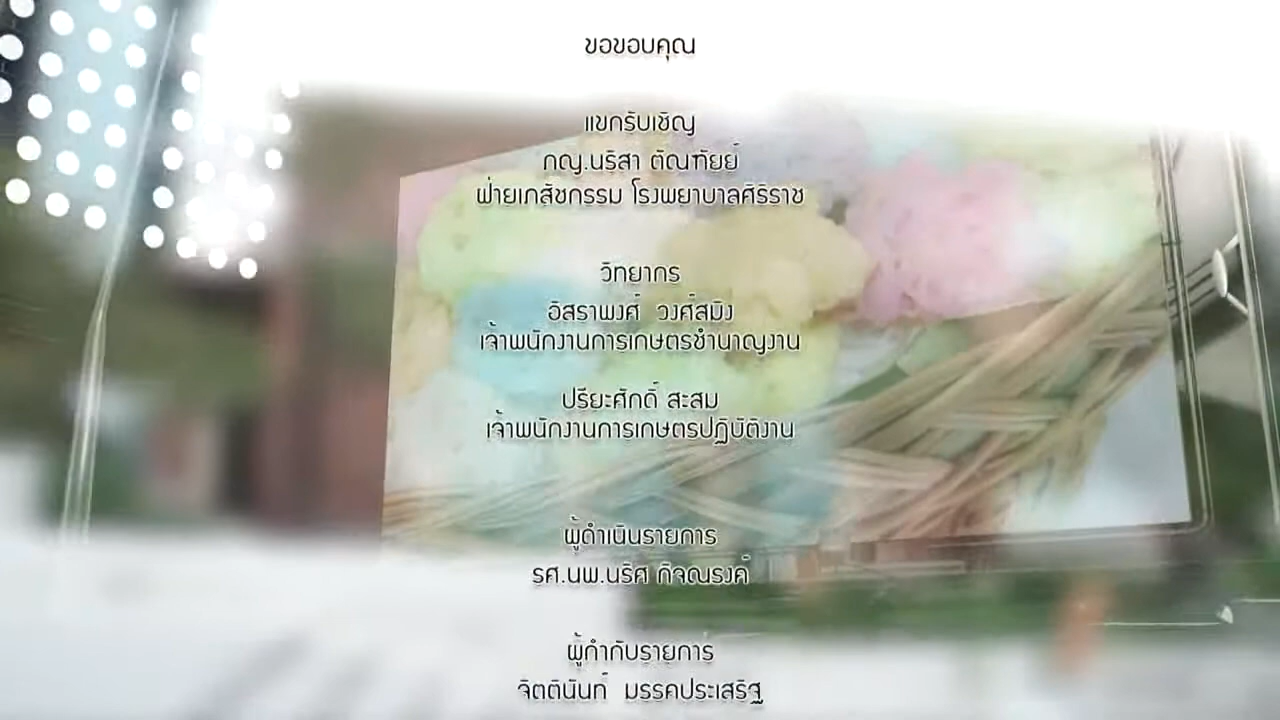 ขอขอบคุณ
แขกรับเชิญ
ภญ.นริสา ตัณฑัยย์
ฝ่ายเภสัชกรรม โรงพยาบาลศิริราช
วิทยากร
อิสราพงศ์ วงศ์สมิง
เจ้าพนักงานการเกษตรชำนาญงาน
ปรียะศักดิ์ สะสม
เจ้าพนักงานการเกษตรปฏิบัติงาน
ผู้ดำเนินรายการ
รศ.นพ.นริศ กิจณรงค์
ผู้กำกับรายการ
จิตตินันท์ มรรคประเสริฐ